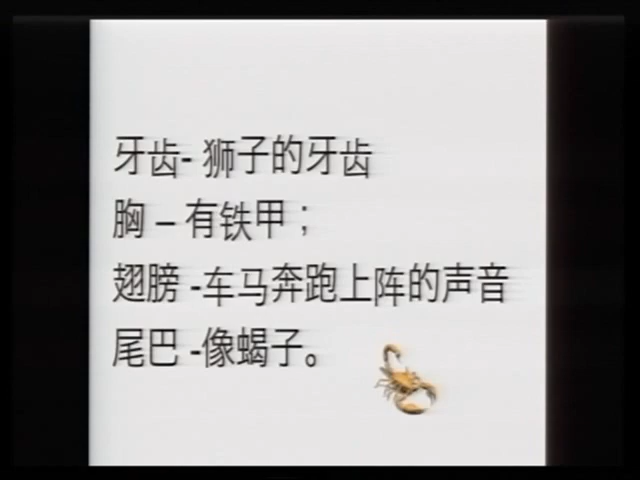 牙齿- 狮子的牙齿
胸 – 有铁甲；
翅膀 -车马奔跑上阵的声音
尾巴 -像蝎子。